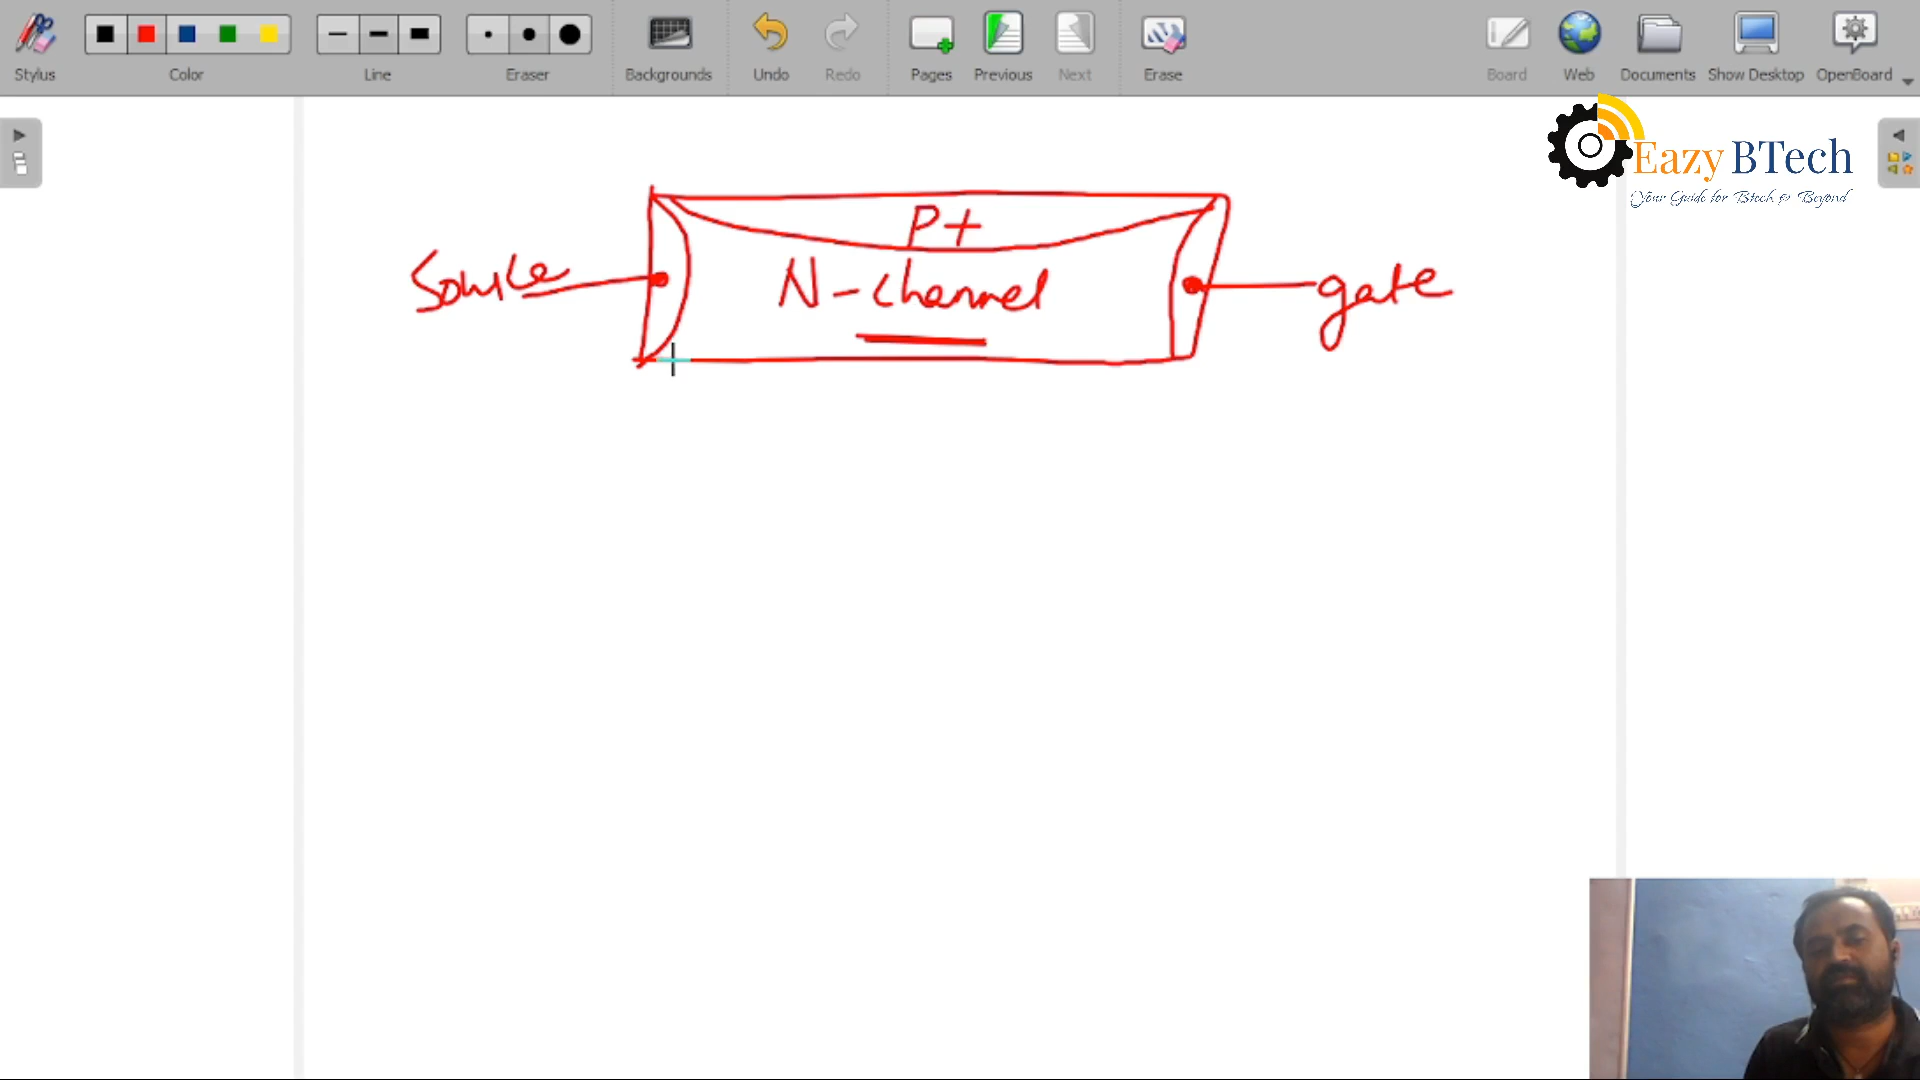 Stylus
Color
Line
Eraser
Backgrounds
Undo
Redo
Pages
Previous
Next
Erase
Board
Web
Documents
Show Desktop
OpenBoard
Eazy BTech
Your Guide for Btech & Beyond
P+
Source
N-channel
gate